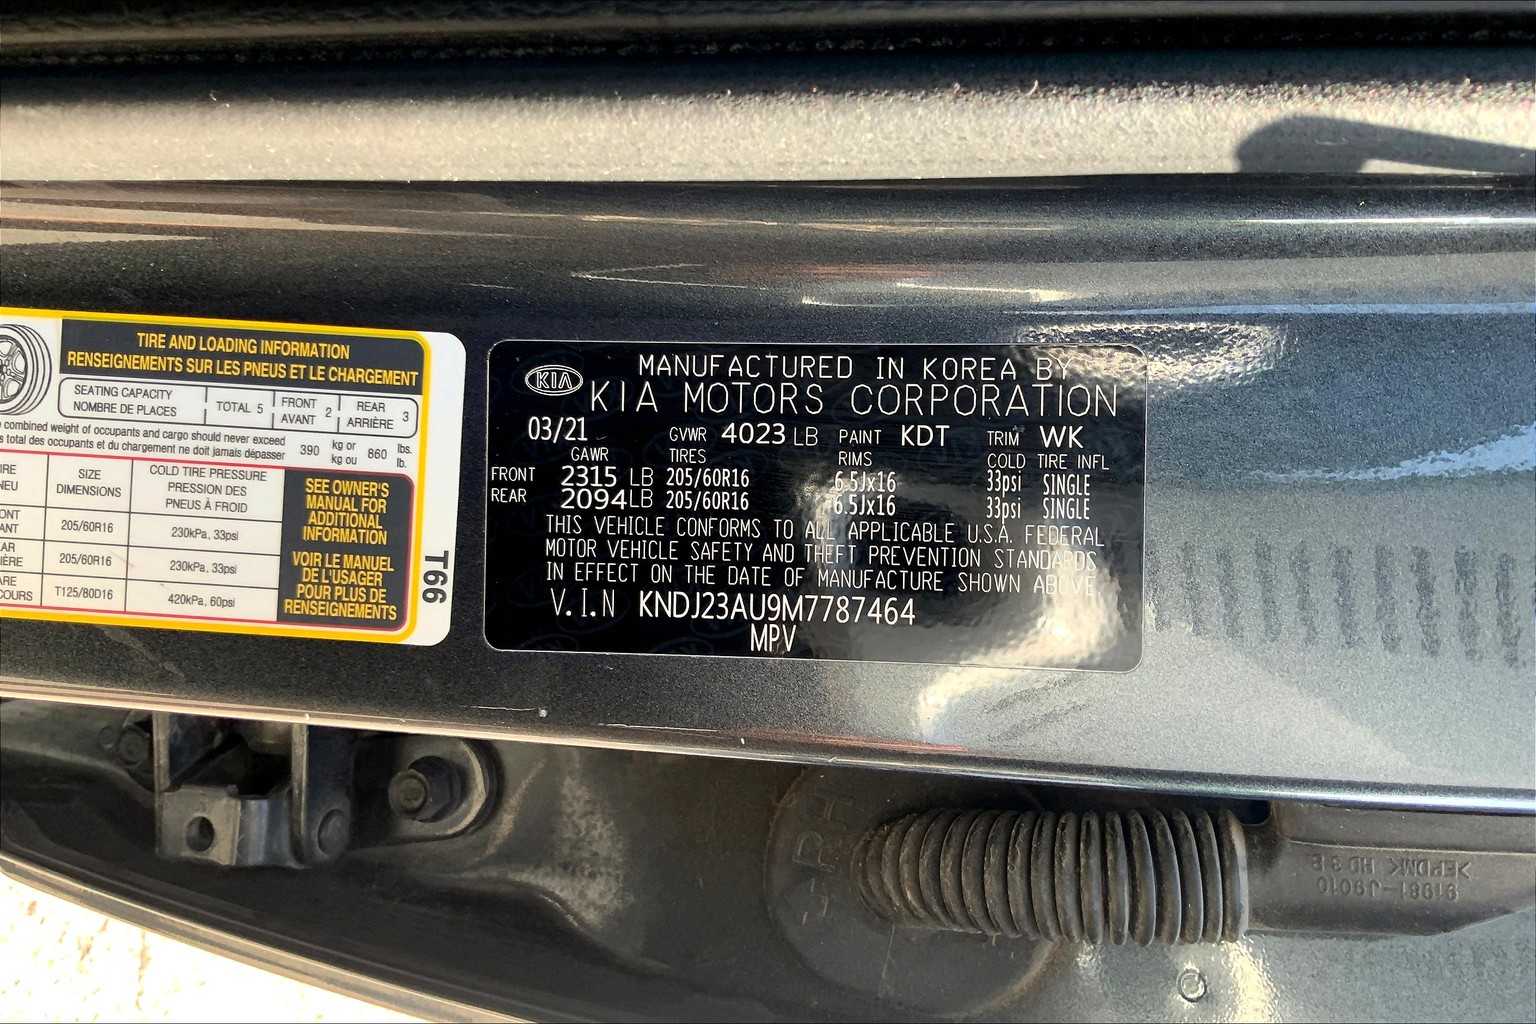 TIRE AND LOADING INFORMATION
RENSEIGNEMENTS SUR LES PNEUS ET LE CHARGEMENT
SEATING CAPACITY
NOMBRE DE PLACES
TOTAL 5
FRONT
AVANT
2
REAR
ARRIÈRE
3
combined weight of occupants and cargo should never exceed
total des occupants et du chargement ne doit jamais dépasser
390
kg or
kg ou
860
lbs.
lb.
SIZE
DIMENSIONS
COLD TIRE PRESSURE
PRESSION DES
PNEUS À FROID
205/60R16
230kPa, 33psi
205/60R16
230kPa, 33psi
T125/80D16
420kPa, 60psi
SEE OWNER'S
MANUAL FOR
ADDITIONAL
INFORMATION
VOIR LE MANUEL
DE L'USAGER
POUR PLUS DE
RENSEIGNEMENTS
T66
KIA
MANUFACTURED IN KOREA BY
KIA MOTORS CORPORATION
03/21 GVWR 4023 LB PAINT KDT TRIM WK
GAWR TIRES RIMS COLD TIRE INFL
FRONT 2315 LB 205/60R16 6.5Jx16 33psi SINGLE
REAR 2094 LB 205/60R16 6.5Jx16 33psi SINGLE
THIS VEHICLE CONFORMS TO ALL APPLICABLE U.S.A. FEDERAL
MOTOR VEHICLE SAFETY AND THEFT PREVENTION STANDARDS
IN EFFECT ON THE DATE OF MANUFACTURE SHOWN ABOVE
V.I.N KNDJ23AU9M7787464
MPV
RH
91961-J9010
>EPDMK HD 3 E